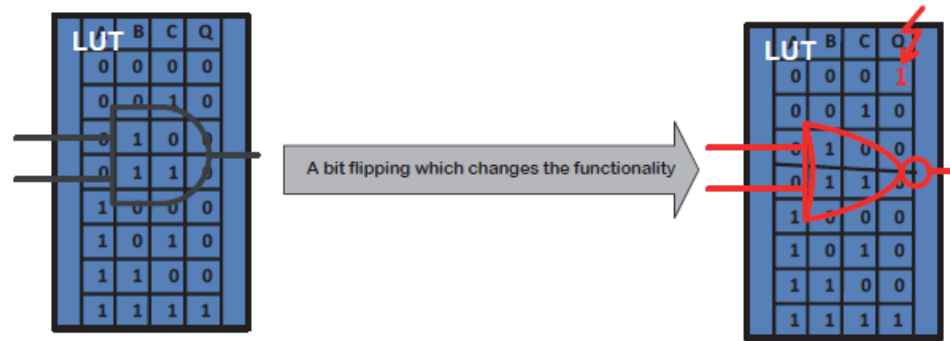 LUT
A B C Q
0 0 0 0
0 0 1 0
0 1 0 0
0 1 1 0
1 0 0 0
1 0 1 0
1 1 0 0
1 1 1 1
A bit flipping which changes the functionality
LUT
A B C Q
0 0 0 1
0 0 1 0
0 1 0 0
0 1 1 0
1 0 0 0
1 0 1 0
1 1 0 0
1 1 1 1